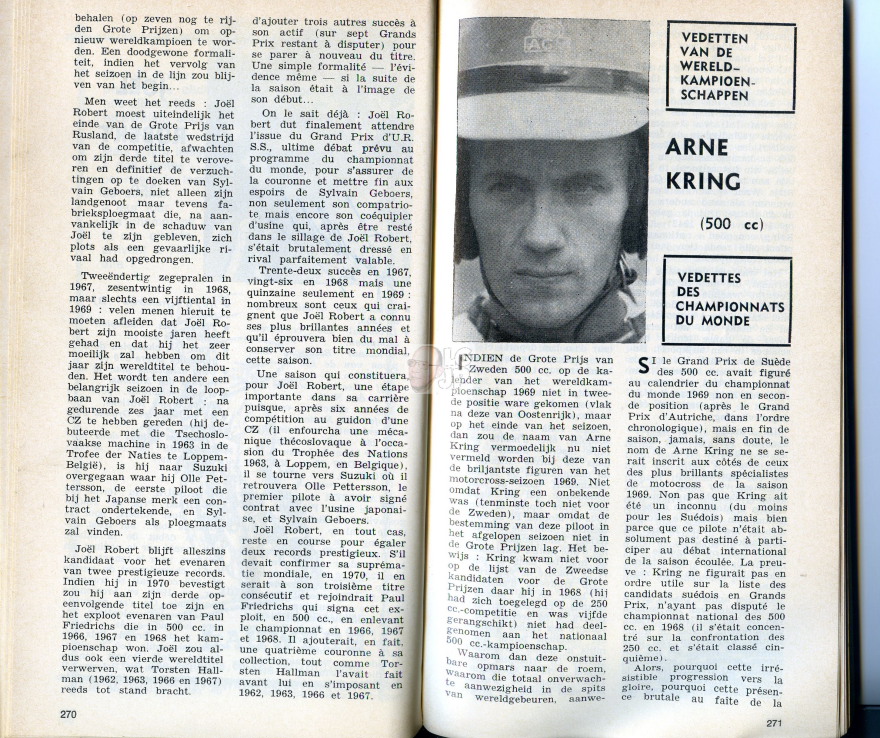 behalen (op zeven nog te rij-
den Grote Prijzen) om op-
nieuw wereldkampioen te wor-
den. Een doodgewone formali-
teit, indien het vervolg van
het seizoen in de lijn zou blij-
ven van het begin...
Men weet het reeds : Joël
Robert moest uiteindelijk het
einde van de Grote Prijs van
Rusland, de laatste wedstrijd
van de competitie, afwachten
om zijn derde titel te verove-
ren en definitief de verzuch-
tingen op te doeken van Syl-
vain Geboers, niet alleen zijn
landgenoot maar tevens fa-
brieksploegmaat die, na aan-
vankelijk in de schaduw van
Joël te zijn gebleven, zich
plots als een gevaarlijke ri-
vaal had opgedrongen.
Tweeëndertig zegepralen in
1967, zesentwintig in 1968,
maar slechts een vijftiental in
1969 : velen menen hieruit te
moeten afleiden dat Joël Ro-
bert zijn mooiste jaren heeft
gehad en dat hij het zeer
moeilijk zal hebben om dit
jaar zijn wereldtitel te behou-
den. Het wordt ten andere een
belangrijk seizoen in de loop-
baan van Joël Robert : na
gedurende zes jaar met een
CZ te hebben gereden (hij de-
buteerde met die Tsechoslo-
vaakse machine in 1963 in de
Trofee der Naties te Loppem-
België), is hij naar Suzuki
overgegaan waar hij Olle Pet-
tersson, de eerste piloot die
bij het Japanse merk een con-
tract ondertekende, en Syl-
vain Geboers als ploegmaats
zal vinden.
Joël Robert blijft alleszins
kandidaat voor het evenaren
van twee prestigieuze records.
Indien hij in 1970 bevestigt
zou hij aan zijn derde op-
eenvolgende titel toe zijn en
het exploot evenaren van Paul
Friedrichs die in 500 cc. in
1966, 1967 en 1968 het kam-
pioenschap won. Joël zou al-
dus ook een vierde wereldtitel
verwerven, wat Torsten Hall-
man (1962, 1963, 1966 en 1967)
reeds tot stand bracht.
270
d'ajouter trois autres succès à
son actif (sur sept Grands
Prix restant à disputer) pour
se parer à nouveau du titre.
Une simple formalité — l'évi-
dence même — si la suite de
la saison était à l'image de
son début...
On le sait déjà : Joël Ro-
bert dut finalement attendre
l'issue du Grand Prix d'U.R.
S.S., ultime débat prévu au
programme du championnat
du monde, pour s'assurer de
la couronne et mettre fin aux
espoirs de Sylvain Geboers,
non seulement son compatrio-
te mais encore son coéquipier
d'usine qui, après être resté
dans le sillage de Joël Robert,
s'était brutalement dressé en
rival parfaitement valable.
Trente-deux succès en 1967,
vingt-six en 1968 mais une
quinzaine seulement en 1969 :
nombreux sont ceux qui crai-
gnent que Joël Robert a connu
ses plus brillantes années et
qu'il éprouvera bien du mal à
conserver son titre mondial,
cette saison.
Une saison qui constituera,
pour Joël Robert, une étape
importante dans sa carrière
puisque, après six années de
compétition au guidon d'une
CZ (il enfourcha une méca-
nique thécoslovaque à l'occa-
sion du Trophée des Nations
1963, à Loppem, en Belgique),
il se tourne vers Suzuki où il
retrouvera Olle Pettersson, le
premier pilote à avoir signé
contrat avec l'usine japonai-
se, et Sylvain Geboers.
Joël Robert, en tout cas,
reste en course pour égaler
deux records prestigieux. S'il
devait confirmer sa supréma-
tie mondiale, en 1970, il en
serait à son troisième titre
consécutif et rejoindrait Paul
Friedrichs qui signa cet ex-
ploit, en 500 cc., en enlevant
le championnat en 1966, 1967
et 1968. Il ajouterait, en fait,
une quatrième couronne à sa
collection, tout comme Tor-
sten Hallman l'avait fait
avant lui en s'imposant en
1962, 1963, 1966 et 1967.
VEDETTEN
VAN DE
WERELD-
KAMPIOEN-
SCHAPPEN
ARNE
KRING
(500 cc)
VEDETTES
DES
CHAMPIONNATS
DU MONDE
INDIEN de Grote Prijs van
Zweden 500 cc. op de ka-
lender van het wereldkam-
pioenschap 1969 niet in twee-
de positie ware gekomen (vlak
na deze van Oostenrijk), maar
op het einde van het seizoen,
dan zou de naam van Arne
Kring vermoedelijk nu niet
vermeld worden bij deze van
de briljantste figuren van het
motorcross-seizoen 1969. Niet
omdat Kring een onbekende
was (tenminste toch niet voor
de Zweden), maar omdat de
bestemming van deze piloot in
het afgelopen seizoen niet in
de Grote Prijzen lag. Het be-
wijs : Kring kwam niet voor
op de lijst van de Zweedse
kandidaten voor de Grote
Prijzen daar hij in 1968 (hij
had zich toegelegd op de 250
cc.-competitie en was vijfde
gerangschikt) niet had deel-
genomen aan het nationaal
500 cc.-kampioenschap.
Waarom dan deze onstuit-
bare opmars naar de roem,
waarom die totaal onverwach-
te aanwezigheid in de spits
van wereldgebeuren, aanwe-
SI le Grand Prix de Suède
des 500 cc. avait figuré
au calendrier du championnat
du monde 1969 non en secon-
de position (après le Grand
Prix d'Autriche, dans l'ordre
chronologique), mais en fin de
saison, jamais, sans doute, le
nom de Arne Kring ne se se-
rait inscrit aux côtés de ceux
des plus brillants spécialistes
de motocross de la saison
1969. Non pas que Kring ait
été un inconnu (du moins
pour les Suédois) mais bien
parce que ce pilote n'était ab-
solument pas destiné à parti-
ciper au débat international
de la saison écoulée. La preu-
ve : Kring ne figurait pas en
ordre utile sur la liste des
candidats suédois en Grands
Prix, n'ayant pas disputé le
championnat national des 500
cc. en 1968 (il s'était concen-
tré sur la confrontation des
250 cc. et s'était classé cin-
quième).
Alors, pourquoi cette irré-
sistible progression vers la
gloire, pourquoi cette présen-
ce brutale au faîte de la
271